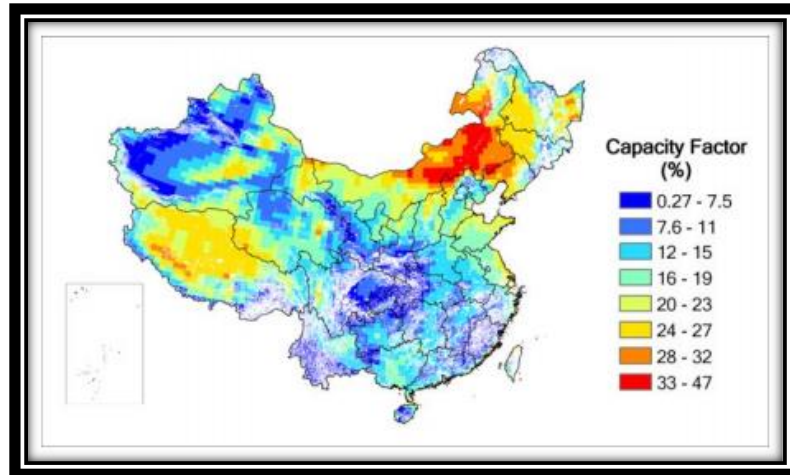 Capacity Factor
(%)
0.27 - 7.5
7.6 - 11
12 - 15
16 - 19
20 - 23
24 - 27
28 - 32
33 - 47